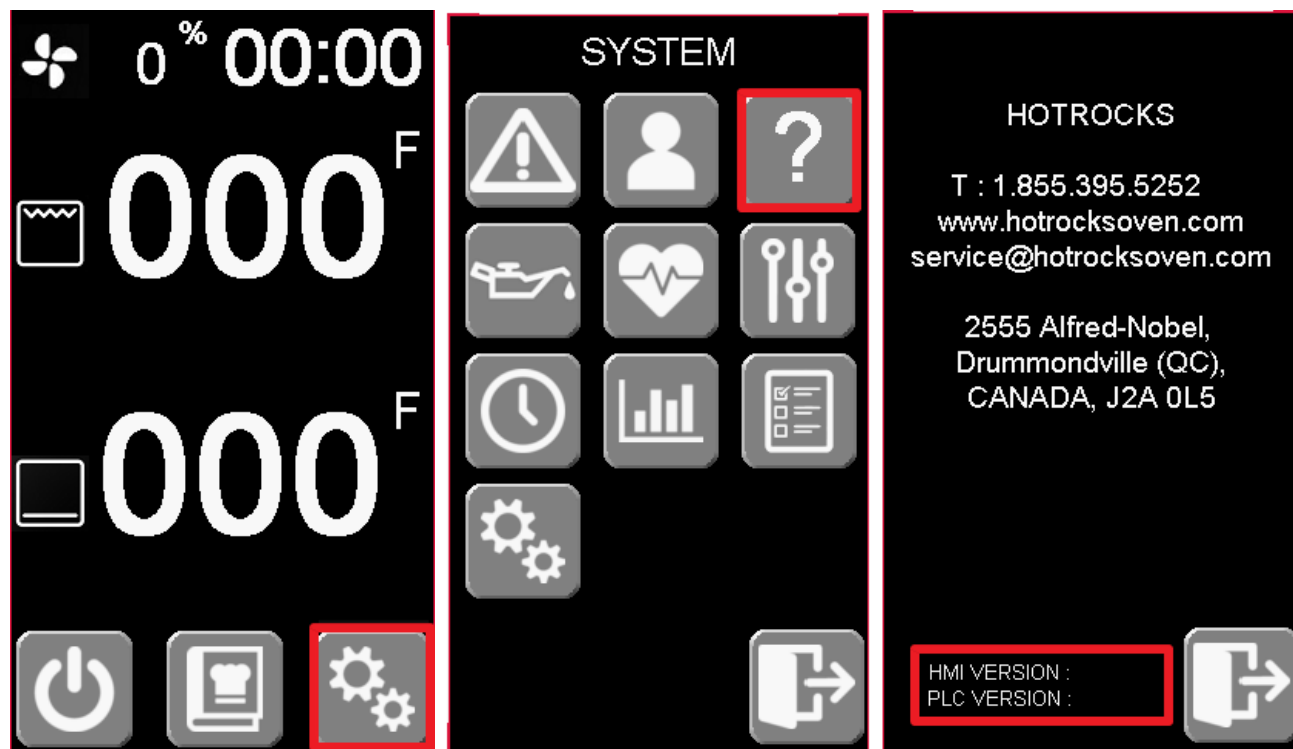 0 % 00:00
000 F
000 F
SYSTEM
?
HOTROCKS
T : 1.855.395.5252
www.hotrocksoven.com
service@hotrocksoven.com
2555 Alfred-Nobel,
Drummondville (QC),
CANADA, J2A 0L5
HMI VERSION :
PLC VERSION :